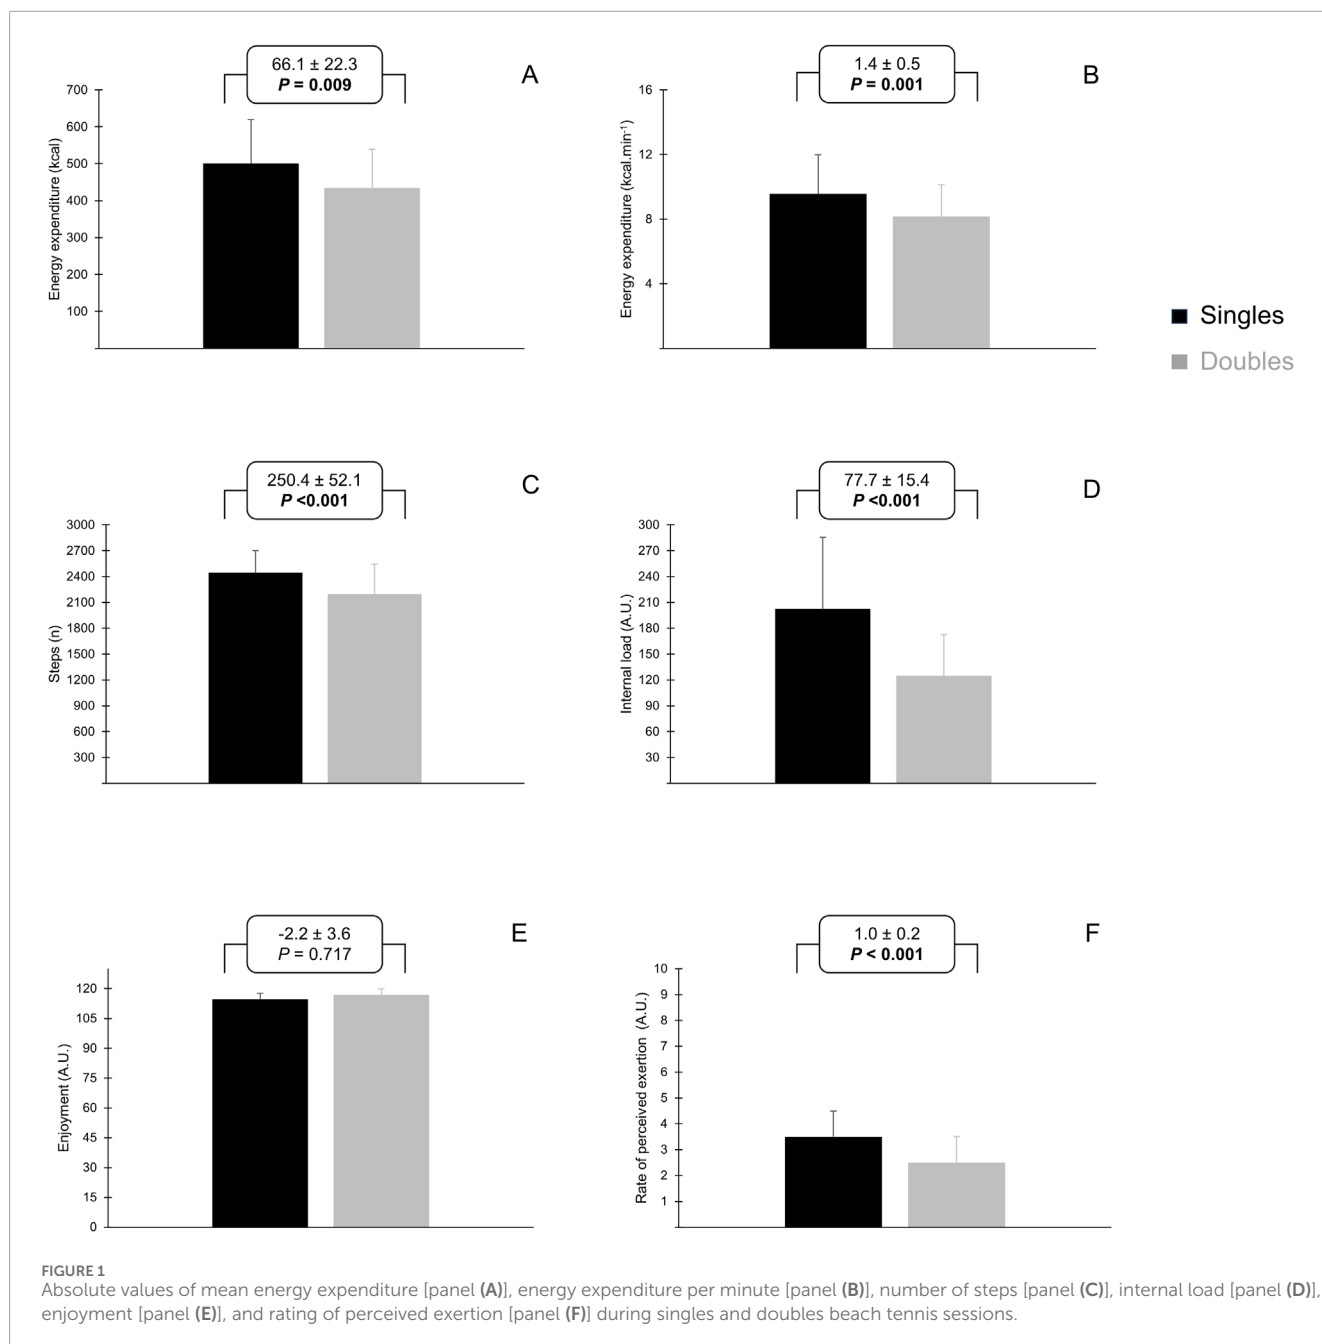 66.1 ± 22.3
P = 0.009
A
700
600
500
400
300
200
100
Energy expenditure (kcal)
1.4 ± 0.5
P = 0.001
B
16
12
8
4
Energy expenditure (kcal.min-1)
Singles
Doubles
250.4 ± 52.1
P <0.001
C
3000
2700
2400
2100
1800
1500
1200
900
600
300
Steps (n)
77.7 ± 15.4
P <0.001
D
300
270
240
210
180
150
120
90
60
30
Internal load (A.U.)
-2.2 ± 3.6
P = 0.717
E
120
105
90
75
60
45
30
15
0
Enjoyment (A.U.)
1.0 ± 0.2
P < 0.001
F
10
9
8
7
6
5
4
3
2
1
Rate of perceived exertion (A.U.)
FIGURE 1
Absolute values of mean energy expenditure [panel (A)], energy expenditure per minute [panel (B)], number of steps [panel (C)], internal load [panel (D)],
enjoyment [panel (E)], and rating of perceived exertion [panel (F)] during singles and doubles beach tennis sessions.